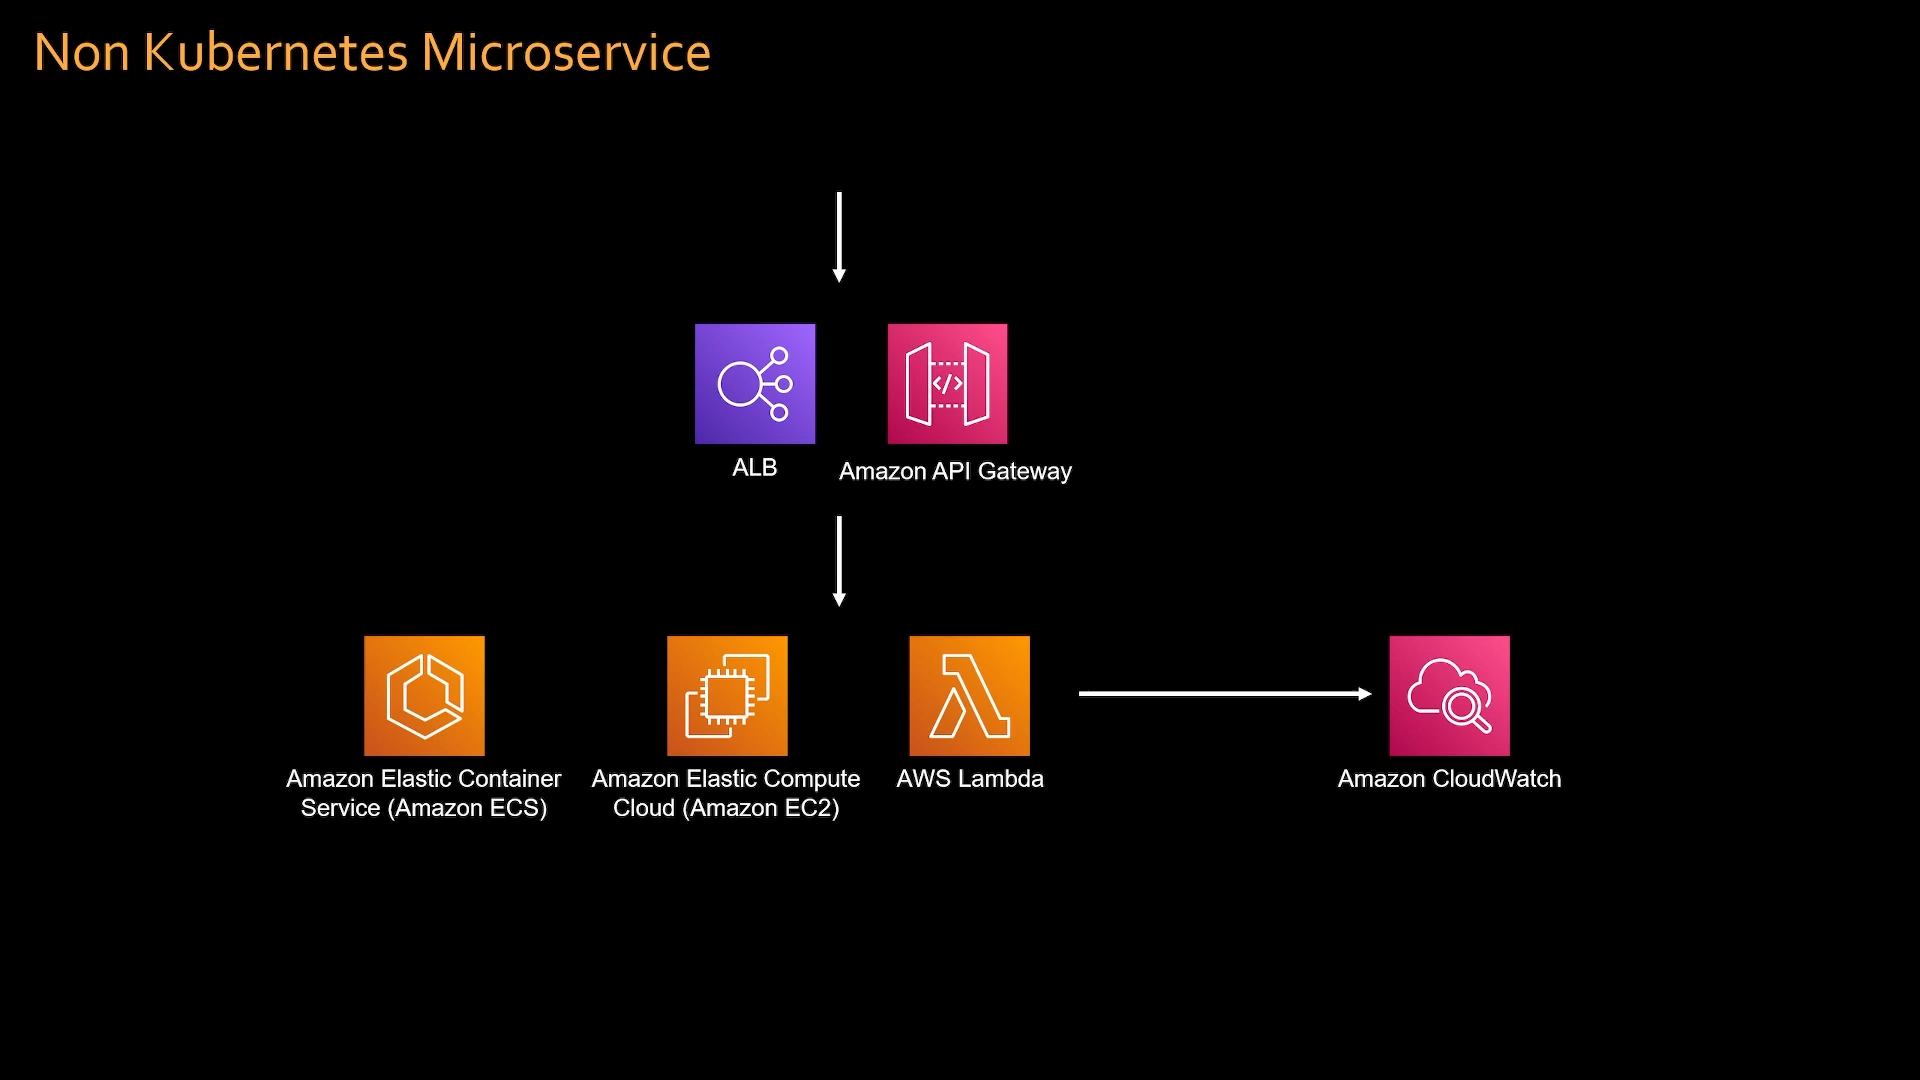 Non Kubernetes Microservice
ALB
Amazon API Gateway
</>
Amazon Elastic Container
Service (Amazon ECS)
Amazon Elastic Compute
Cloud (Amazon EC2)
AWS Lambda
Amazon CloudWatch